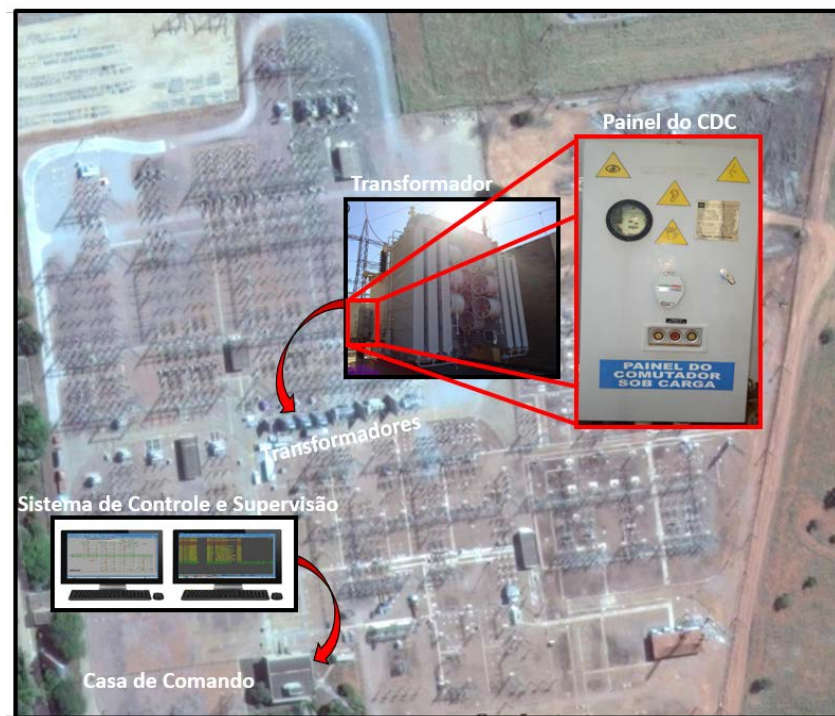 Painel do CDC
Transformador
PAINEL DO
COMUTADOR
SOB CARGA
Transformadores
Sistema de Controle e Supervisão
Casa de Comando